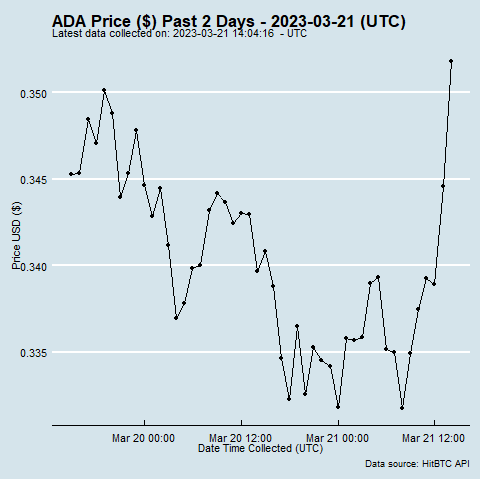 ADA Price ($) Past 2 Days - 2023-03-21 (UTC)
Latest data collected on: 2023-03-21 14:04:16 - UTC
0.350
0.345
0.340
0.335
Price USD ($)
Mar 20 00:00 Mar 20 12:00 Mar 21 00:00 Mar 21 12:00
Date Time Collected (UTC)
Data source: HitBTC API